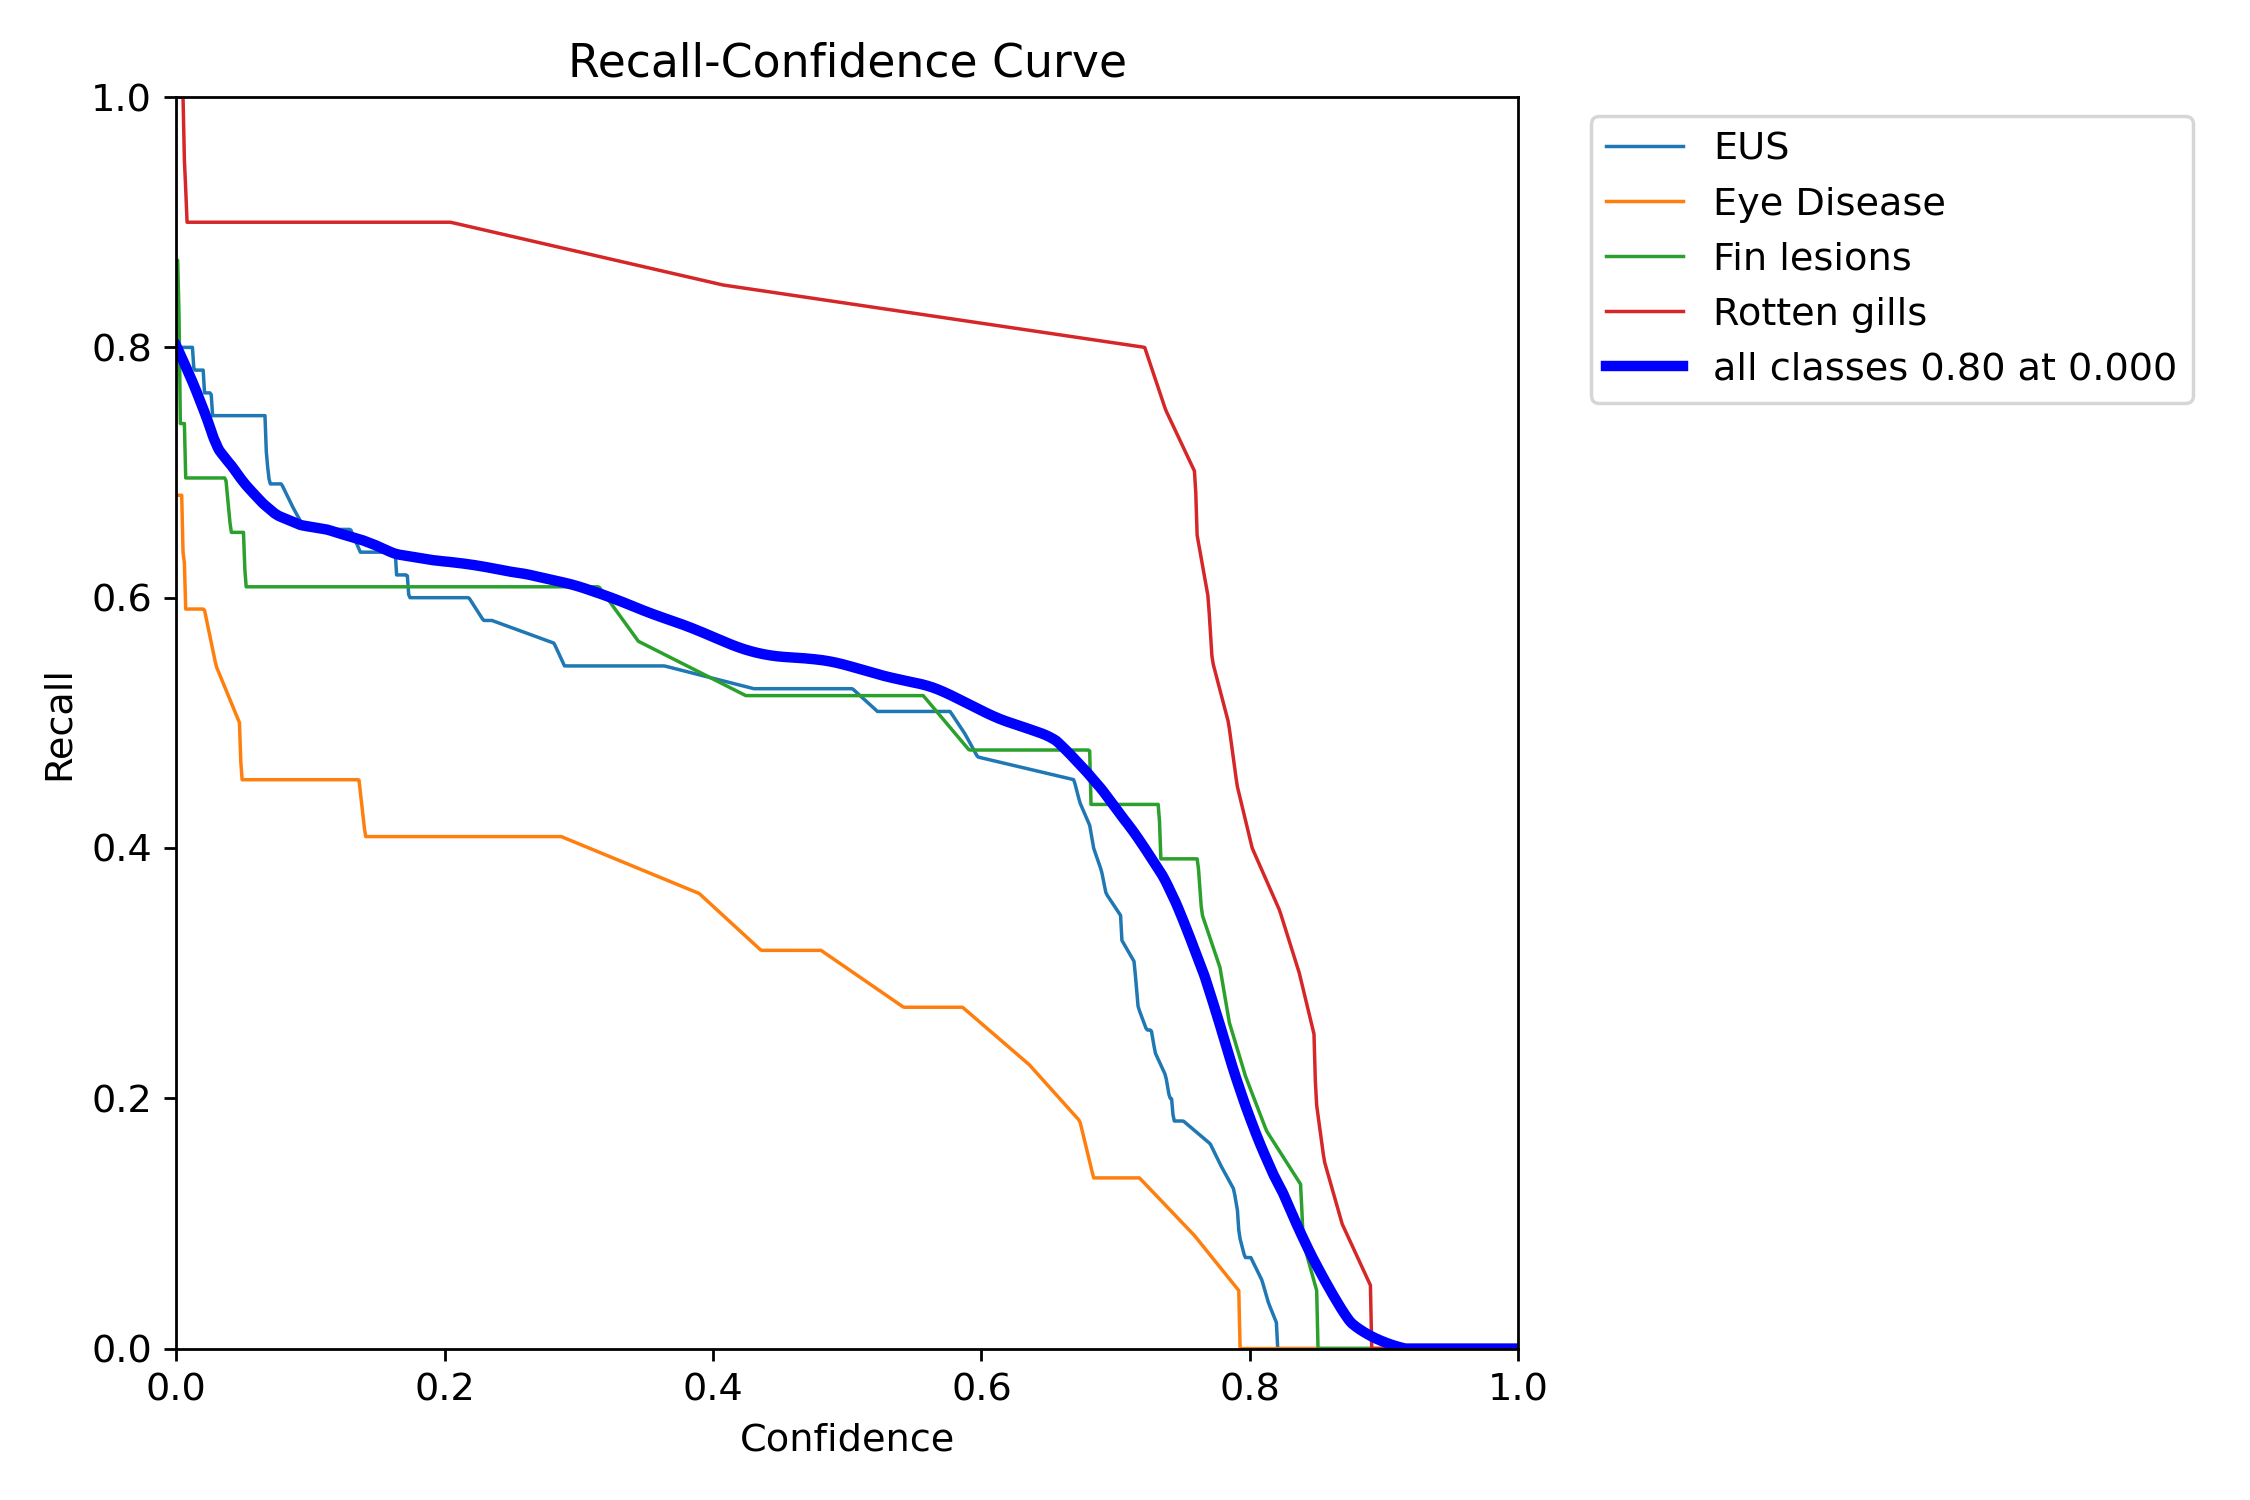 Recall-Confidence Curve
1.0
0.8
0.6
0.4
0.2
0.0
Recall
0.0 0.2 0.4 0.6 0.8 1.0
Confidence
EUS
Eye Disease
Fin lesions
Rotten gills
all classes 0.80 at 0.000